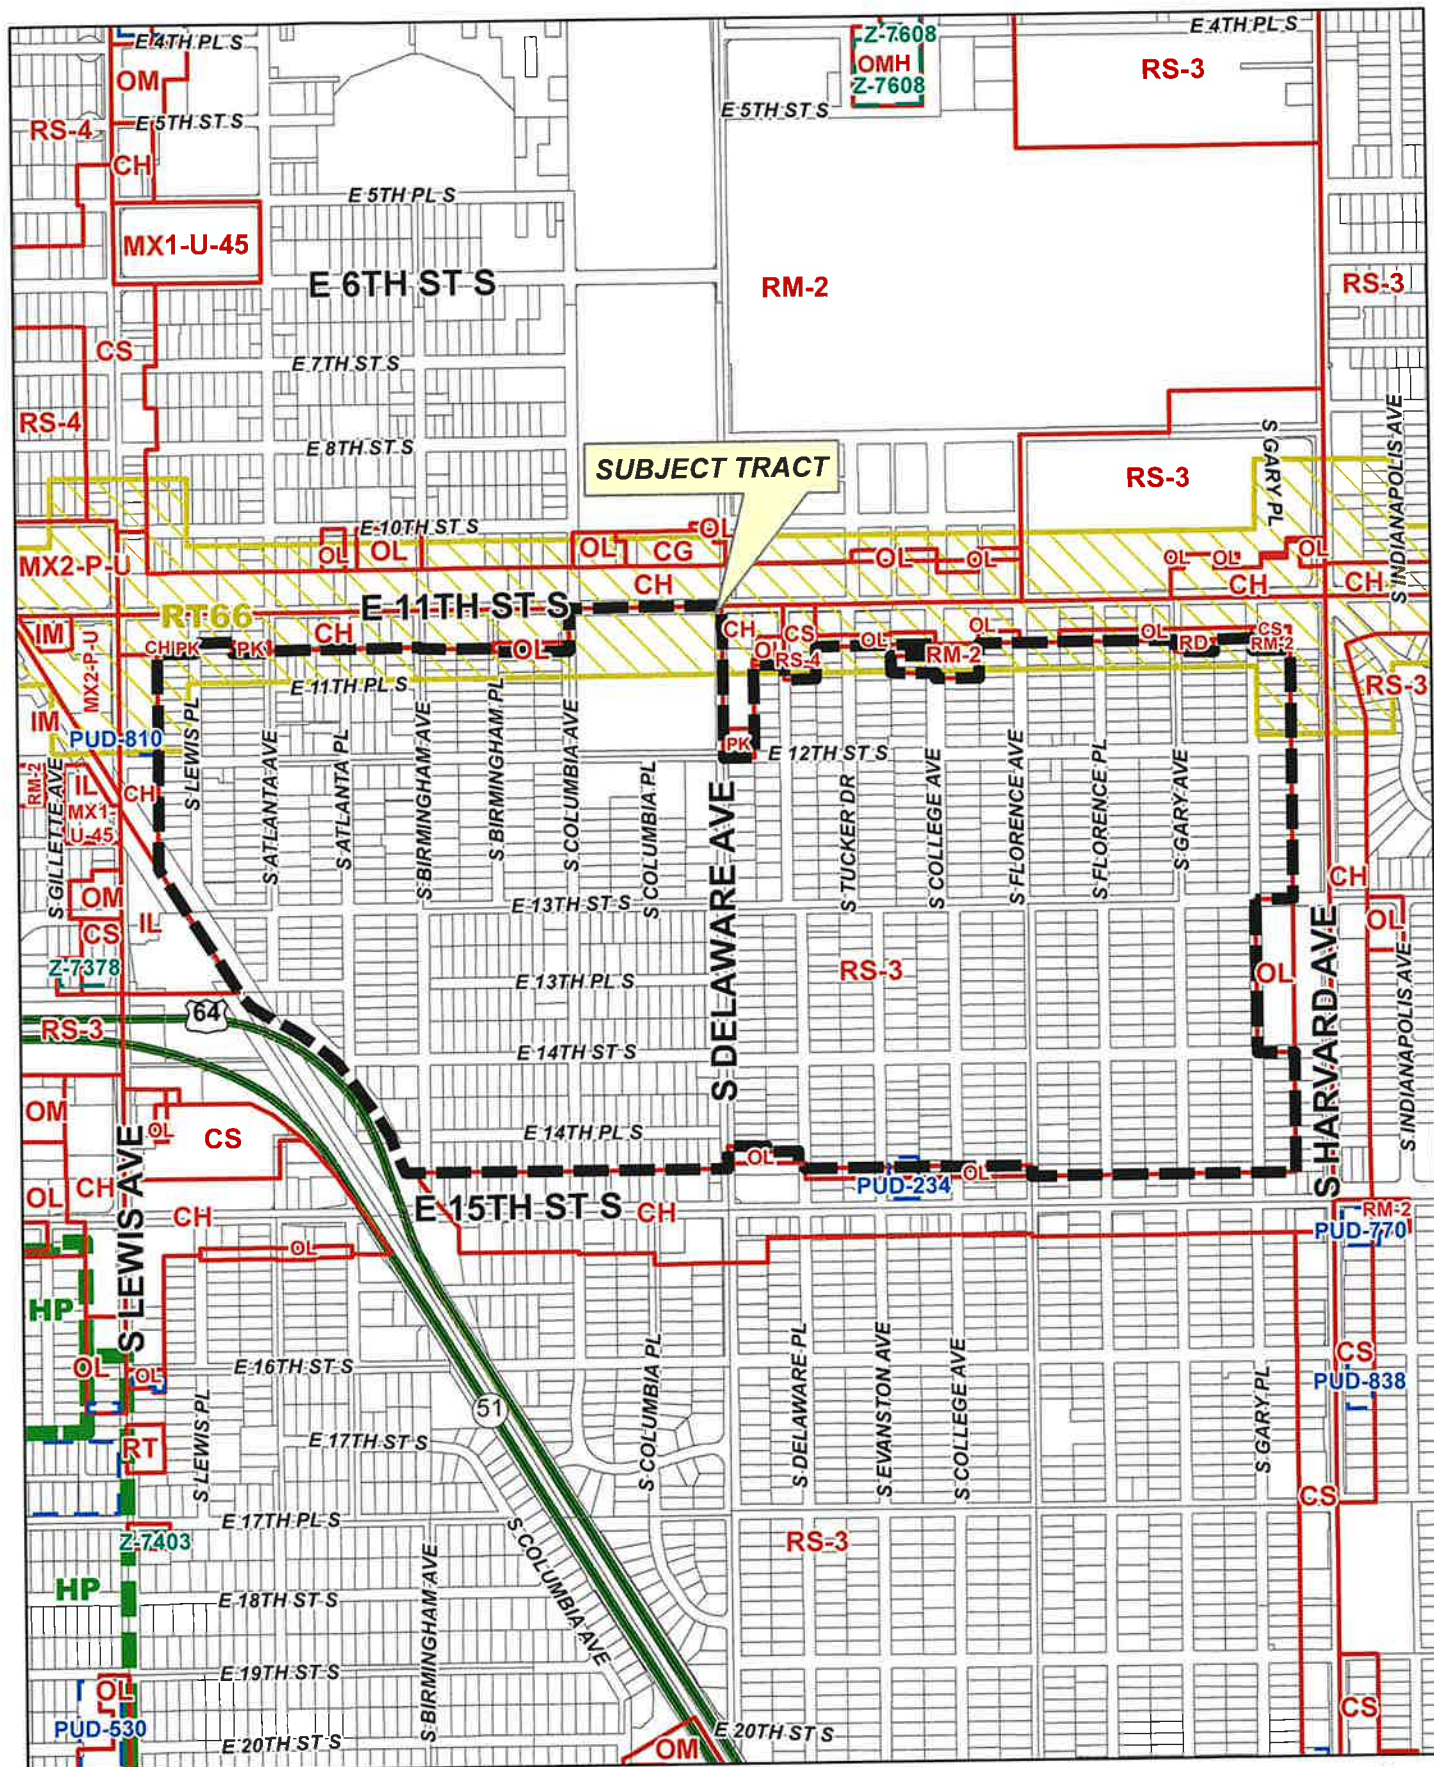 E 4TH PL S
Z-7608
E 4TH PL S
OM
OMH
RS-3
Z-7608
E 5TH ST S
E 5TH ST S
RS-4
CH
E 5TH PL S
MX1-U-45
E 6TH ST S
RM-2
RS-3
CS
E 7TH ST S
RS-4
E 8TH ST S
SUBJECT TRACT
RS-3
S GARY PL
S INDIANAPOLIS AVE
E 10TH ST S
OL
OL
OL
OL
CG
OL
OL
OL
OL
OL
MX2-P-U
CH
CH
CH
RT66
E 11TH ST S
IM
MX2-P-U
CH
PK
PK
CH
OL
CH
CS
OL
RS-4
OL
RM-2
OL
OL
RD
CS
RM-2
RS-3
E 11TH PL S
IM
PUD-810
PK
E 12TH ST S
S LEWIS PL
S ATLANTA AVE
S ATLANTA PL
S BIRMINGHAM AVE
S BIRMINGHAM PL
S COLUMBIA AVE
S COLUMBIA PL
S DELAWARE AVE
S TUCKER DR
S COLLEGE AVE
S FLORENCE AVE
S FLORENCE PL
S GARY AVE
RM-2
IL
CH
MX1-
U-45
S GILLETTE AVE
OM
CH
E 13TH ST S
CS
IL
OL
Z-7378
E 13TH PL S
RS-3
OL
S HARVARD AVE
S INDIANAPOLIS AVE
64
RS-3
E 14TH ST S
OM
OL
CS
E 14TH PL S
OL
OL
PUD-234
OL
CH
S LEWIS AVE
CH
E 15TH ST S
CH
RM-2
PUD-770
OL
HP
OL
E 16TH ST S
OL
CS
PUD-838
51
RT
S LEWIS PL
E 17TH ST S
S COLUMBIA PL
S DELAWARE PL
S EVANSTON AVE
S COLLEGE AVE
S GARY PL
CS
E 17TH PL S
Z-7403
S COLUMBIA AVE
RS-3
HP
E 18TH ST S
S BIRMINGHAM AVE
E 19TH ST S
OL
CS
PUD-530
E 20TH ST S
OM
E 20TH ST S